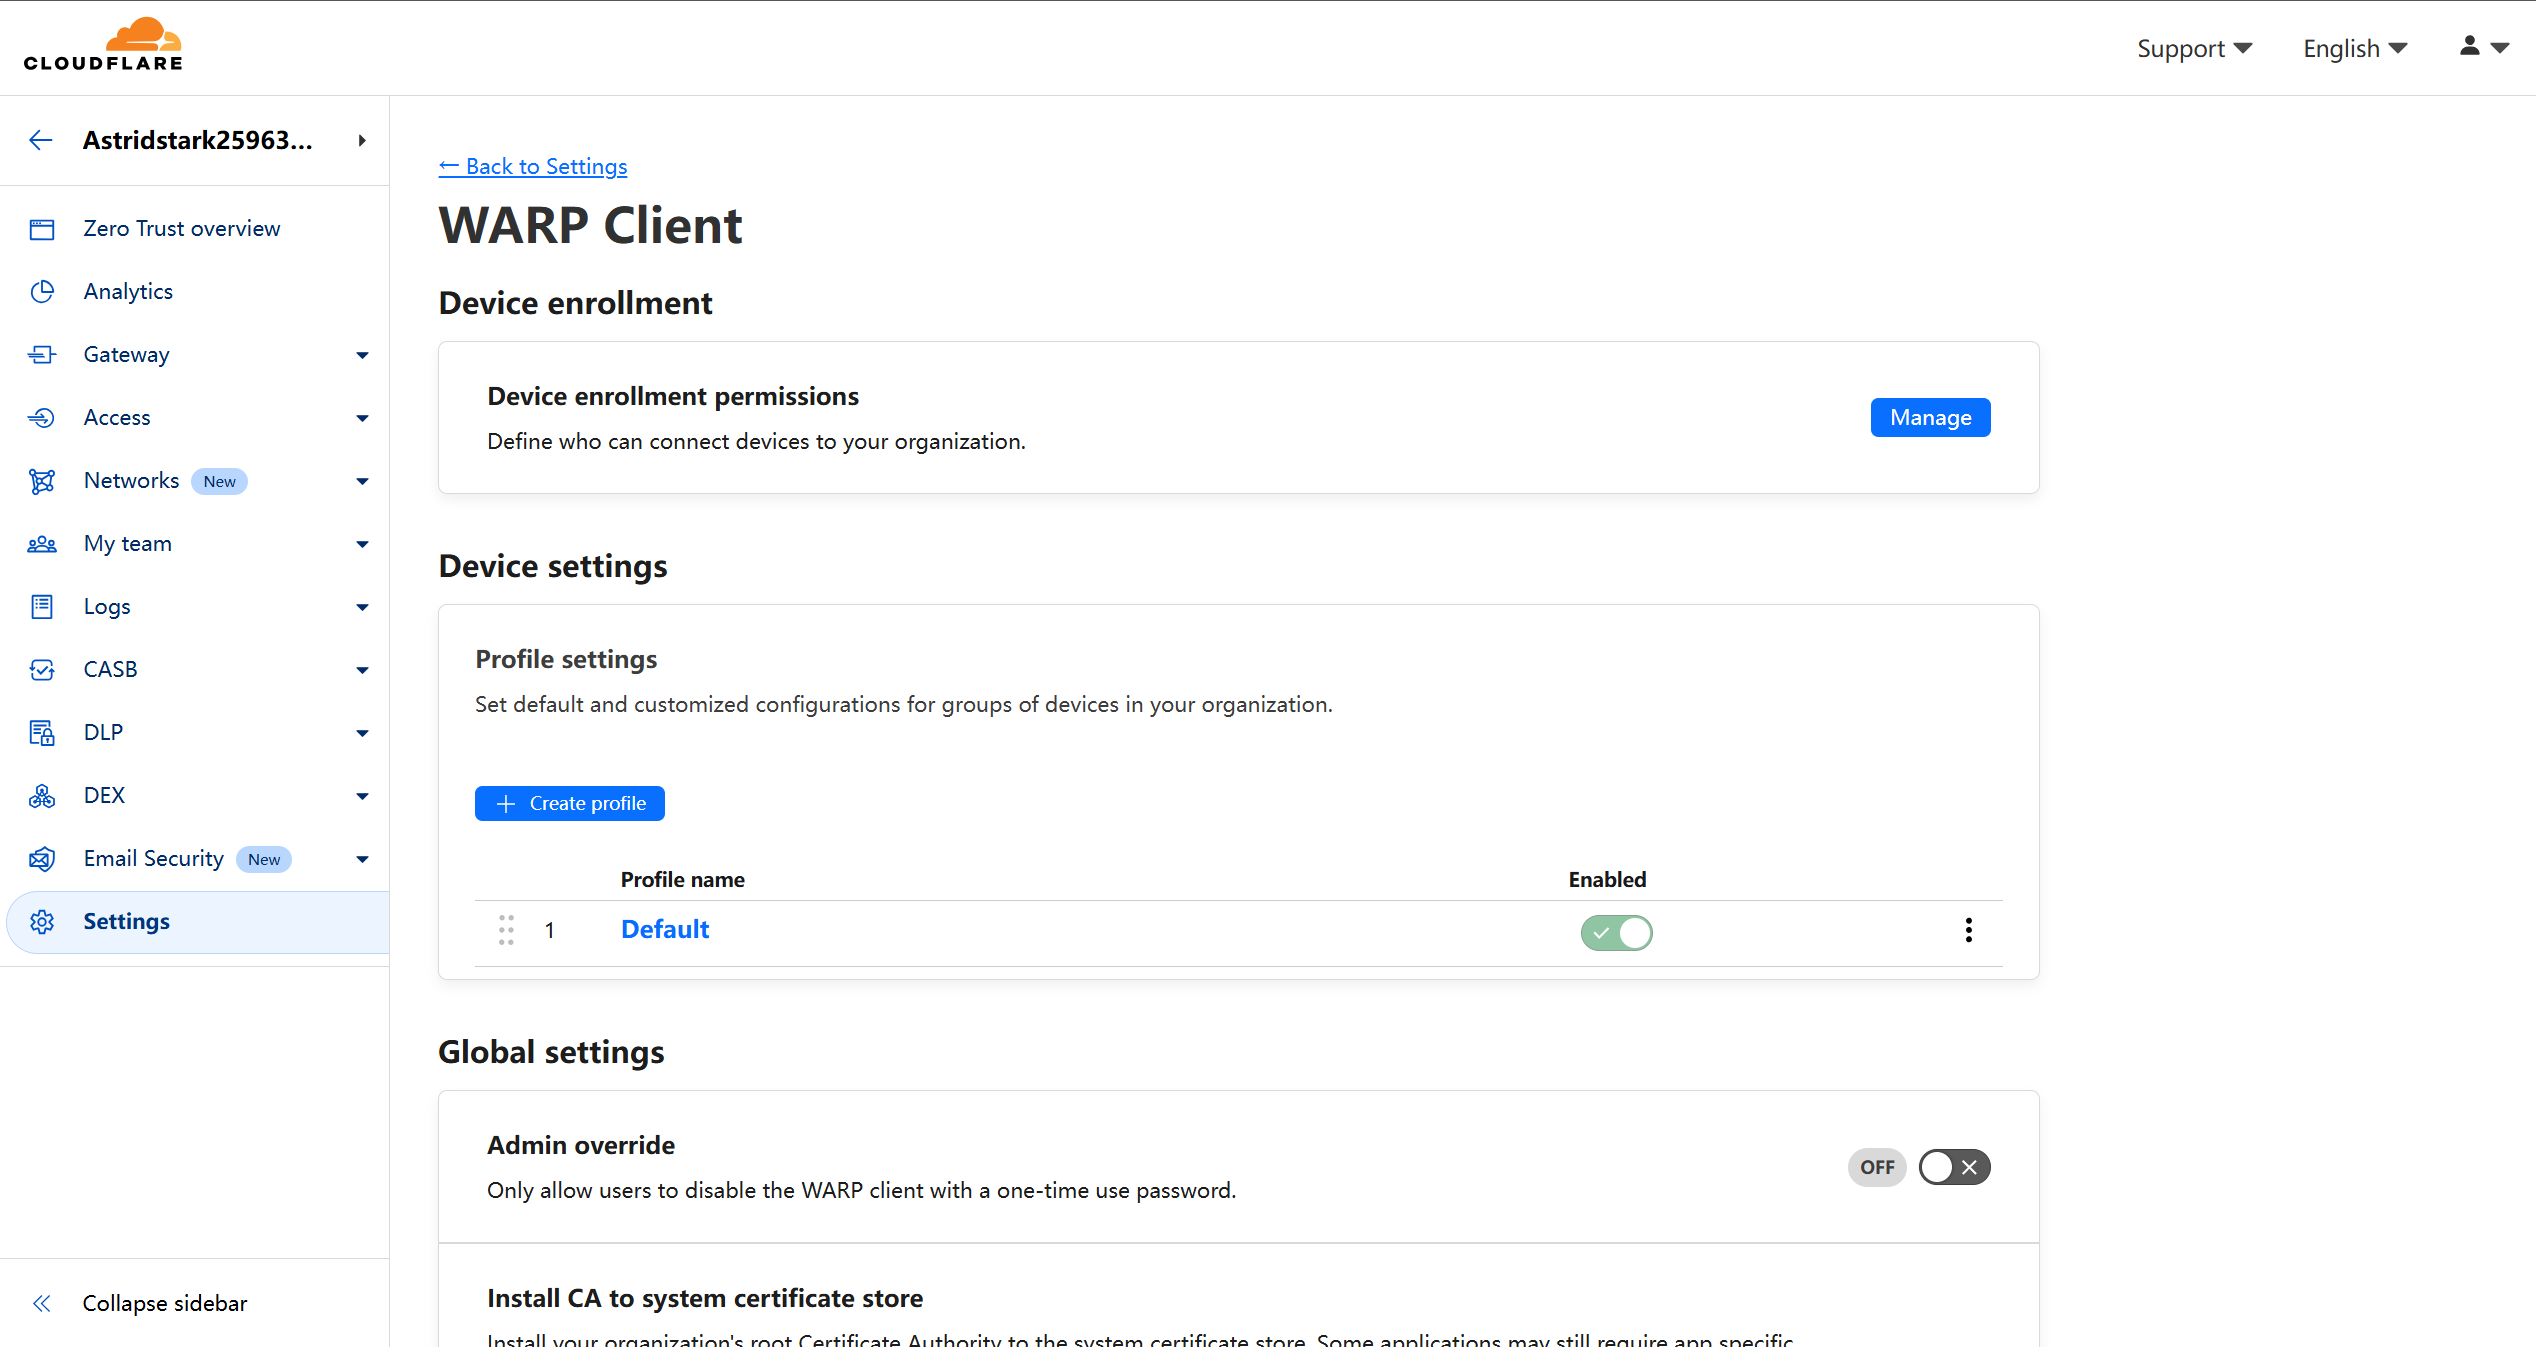 CLOUDFLARE
Support
English
Astridstark25963...
Zero Trust overview
Analytics
Gateway
Access
Networks New
My team
Logs
CASB
DLP
DEX
Email Security New
Settings
Collapse sidebar
← Back to Settings
WARP Client
Device enrollment
Device enrollment permissions
Define who can connect devices to your organization.
Manage
Device settings
Profile settings
Set default and customized configurations for groups of devices in your organization.
+ Create profile
Profile name Enabled
1 Default
Global settings
Admin override
Only allow users to disable the WARP client with a one-time use password.
OFF
Install CA to system certificate store
Install your organization's root Certificate Authority to the system certificate store. Some applications may still require app specific